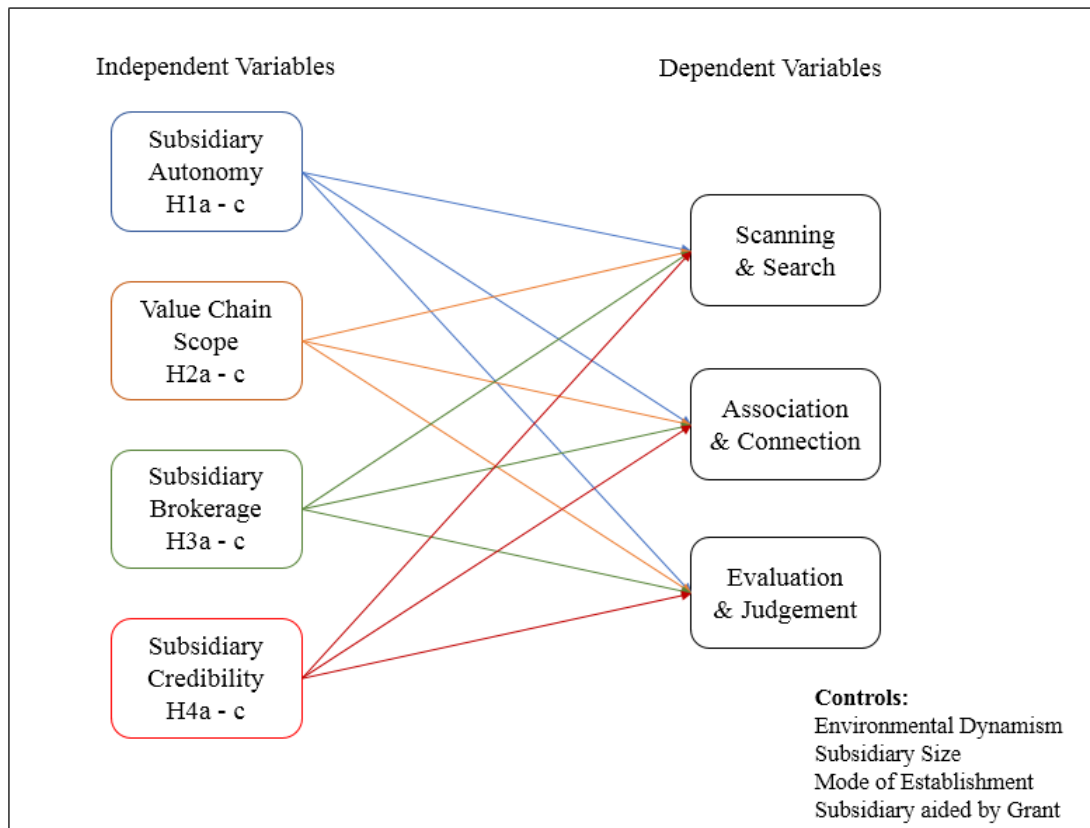 Independent Variables
Dependent Variables
Subsidiary
Autonomy
H1a - c
Value Chain
Scope
H2a - c
Subsidiary
Brokerage
H3a - c
Subsidiary
Credibility
H4a - c
Scanning
& Search
Association
& Connection
Evaluation
& Judgement
Controls:
Environmental Dynamism
Subsidiary Size
Mode of Establishment
Subsidiary aided by Grant